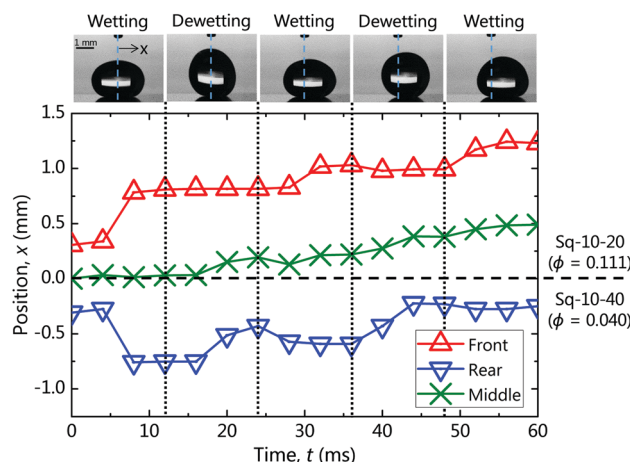 Wetting Dewetting Wetting Dewetting Wetting
1 mm
x
1.5
1.0
0.5
0.0
-0.5
-1.0
Position, x (mm)
Sq-10-20
(ϕ = 0.111)
Sq-10-40
(ϕ = 0.040)
Front
Rear
Middle
0 10 20 30 40 50 60
Time, t (ms)